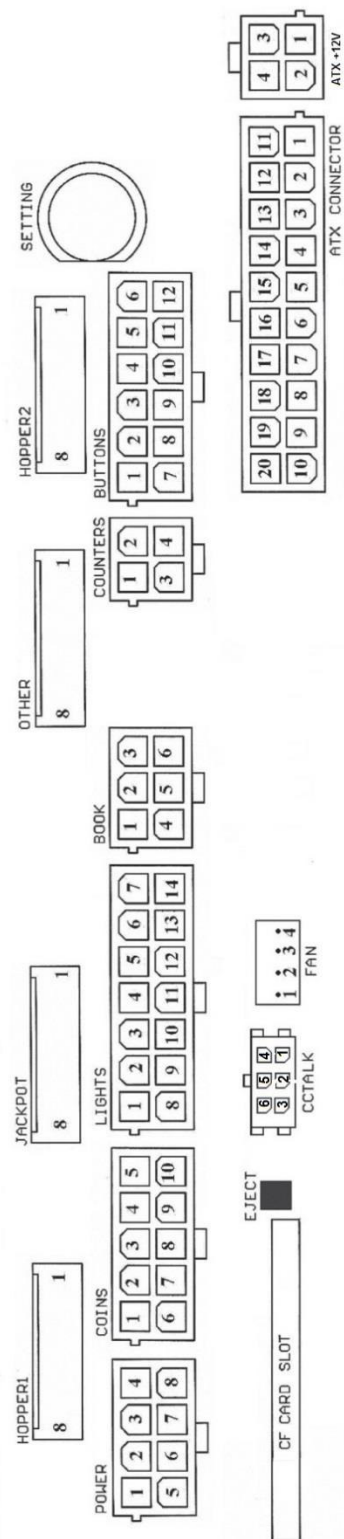 HOPPER1
8 1
JACKPOT
8 1
OTHER
8 1
HOPPER2
8 1
SETTING
POWER
1 2 3 4
5 6 7 8
COINS
1 2 3 4 5
6 7 8 9 10
LIGHTS
1 2 3 4 5 6 7
8 9 10 11 12 13 14
BOOK
1 2 3
4 5 6
COUNTERS
1 2
3 4
BUTTONS
1 2 3 4 5 6
7 8 9 10 11 12
CF CARD SLOT
EJECT
6 5 4
3 2 1
CCTALK
1 2 3 4
FAN
20 19 18 17 16 15 14 13 12 11
10 9 8 7 6 5 4 3 2 1
ATX CONNECTOR
4 3
2 1
ATX +12V